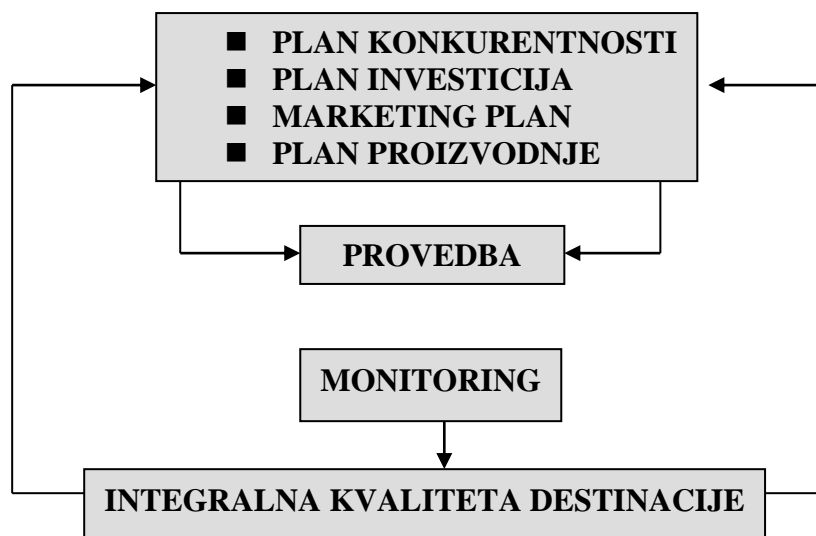 ■ PLAN KONKURENTNOSTI
■ PLAN INVESTICIJA
■ MARKETING PLAN
■ PLAN PROIZVODNJE
PROVEDBA
MONITORING
INTEGRALNA KVALITETA DESTINACIJE